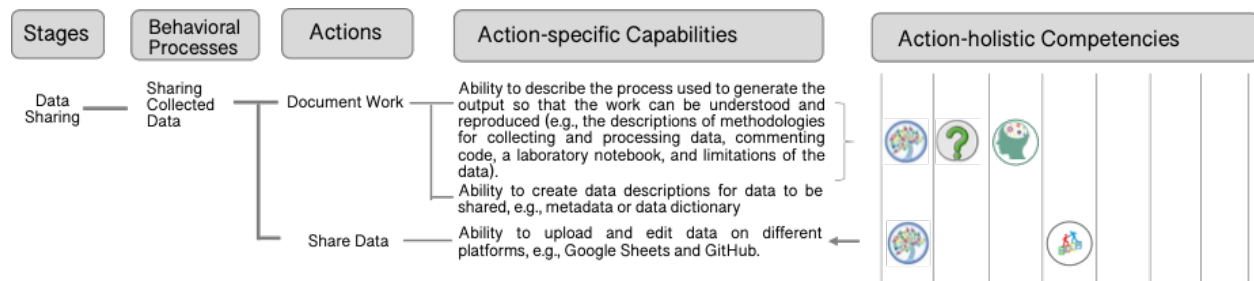 Stages
Behavioral
Processes
Actions
Action-specific Capabilities
Action-holistic Competencies
Data
Sharing
Sharing
Collected
Data
Document Work
Ability to describe the process used to generate the
output so that the work can be understood and
reproduced (e.g., the descriptions of methodologies
for collecting and processing data, commenting
code, a laboratory notebook, and limitations of the
data).
Ability to create data descriptions for data to be
shared, e.g., metadata or data dictionary
Share Data
Ability to upload and edit data on different
platforms, e.g., Google Sheets and GitHub.
?